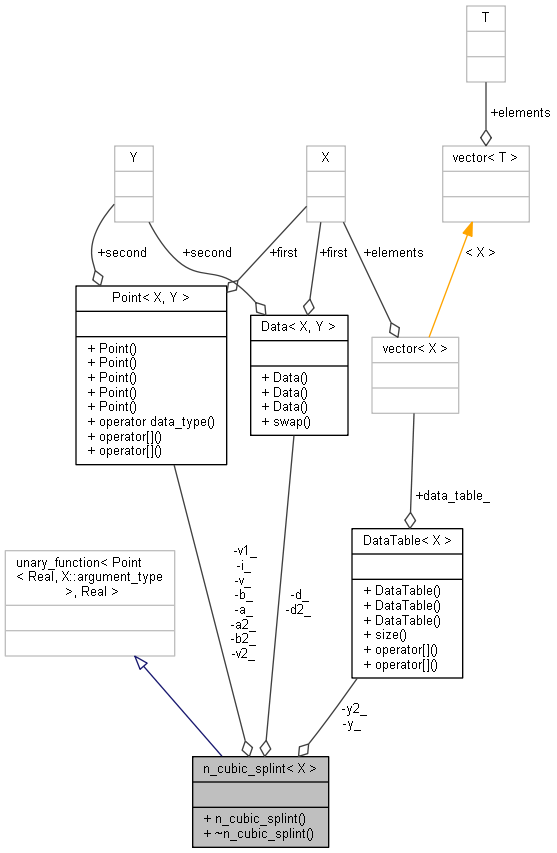 T
+elements
Y
X
vector< T >
+second
+second
+first
+first
+elements
< X >
Point< X, Y >
+ Point()
+ Point()
+ Point()
+ Point()
+ Point()
+ operator data_type()
+ operator[]()
+ operator[]()
Data< X, Y >
+ Data()
+ Data()
+ Data()
+ swap()
vector< X >
+data_table_
unary_function< Point
< Real, X::argument_type
>, Real >
-v1_
-i_
-v_
-b_
-a_
-a2_
-b2_
-v2_
-d_
-d2_
DataTable< X >
+ DataTable()
+ DataTable()
+ DataTable()
+ size()
+ operator[]()
+ operator[]()
-y2_
-y_
n_cubic_splint< X >
+ n_cubic_splint()
+ ~n_cubic_splint()